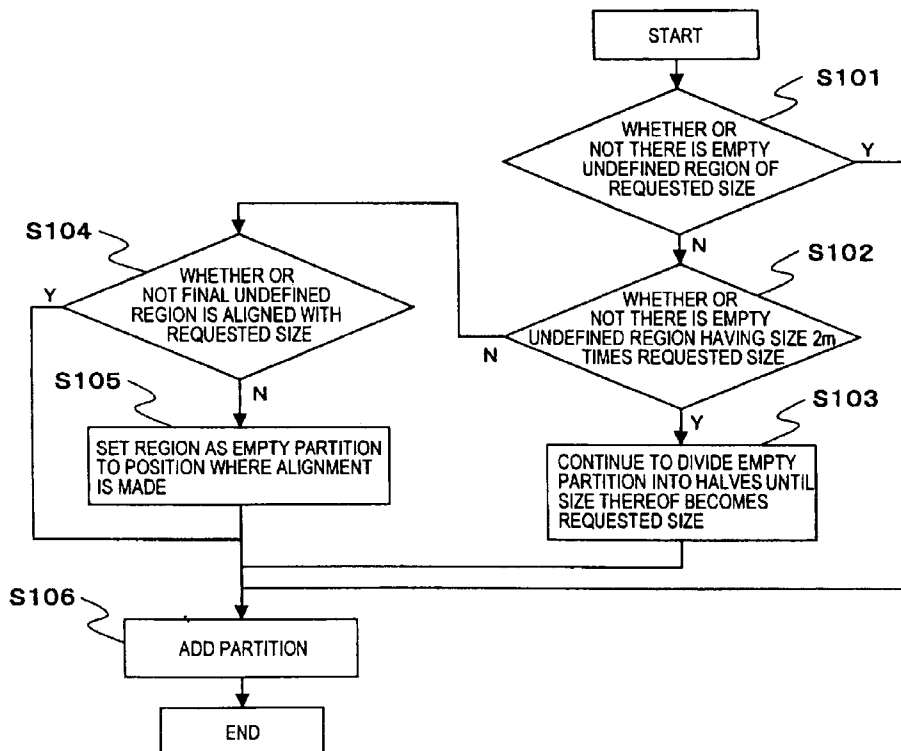 START
S101
WHETHER OR
NOT THERE IS EMPTY
UNDEFINED REGION OF
REQUESTED SIZE
Y
N
S102
WHETHER OR
NOT THERE IS EMPTY
UNDEFINED REGION HAVING SIZE 2m
TIMES REQUESTED SIZE
N
Y
S103
CONTINUE TO DIVIDE EMPTY
PARTITION INTO HALVES UNTIL
SIZE THEREOF BECOMES
REQUESTED SIZE
S104
WHETHER OR
NOT FINAL UNDEFINED
REGION IS ALIGNED WITH
REQUESTED SIZE
Y
N
S105
SET REGION AS EMPTY PARTITION
TO POSITION WHERE ALIGNMENT
IS MADE
S106
ADD PARTITION
END